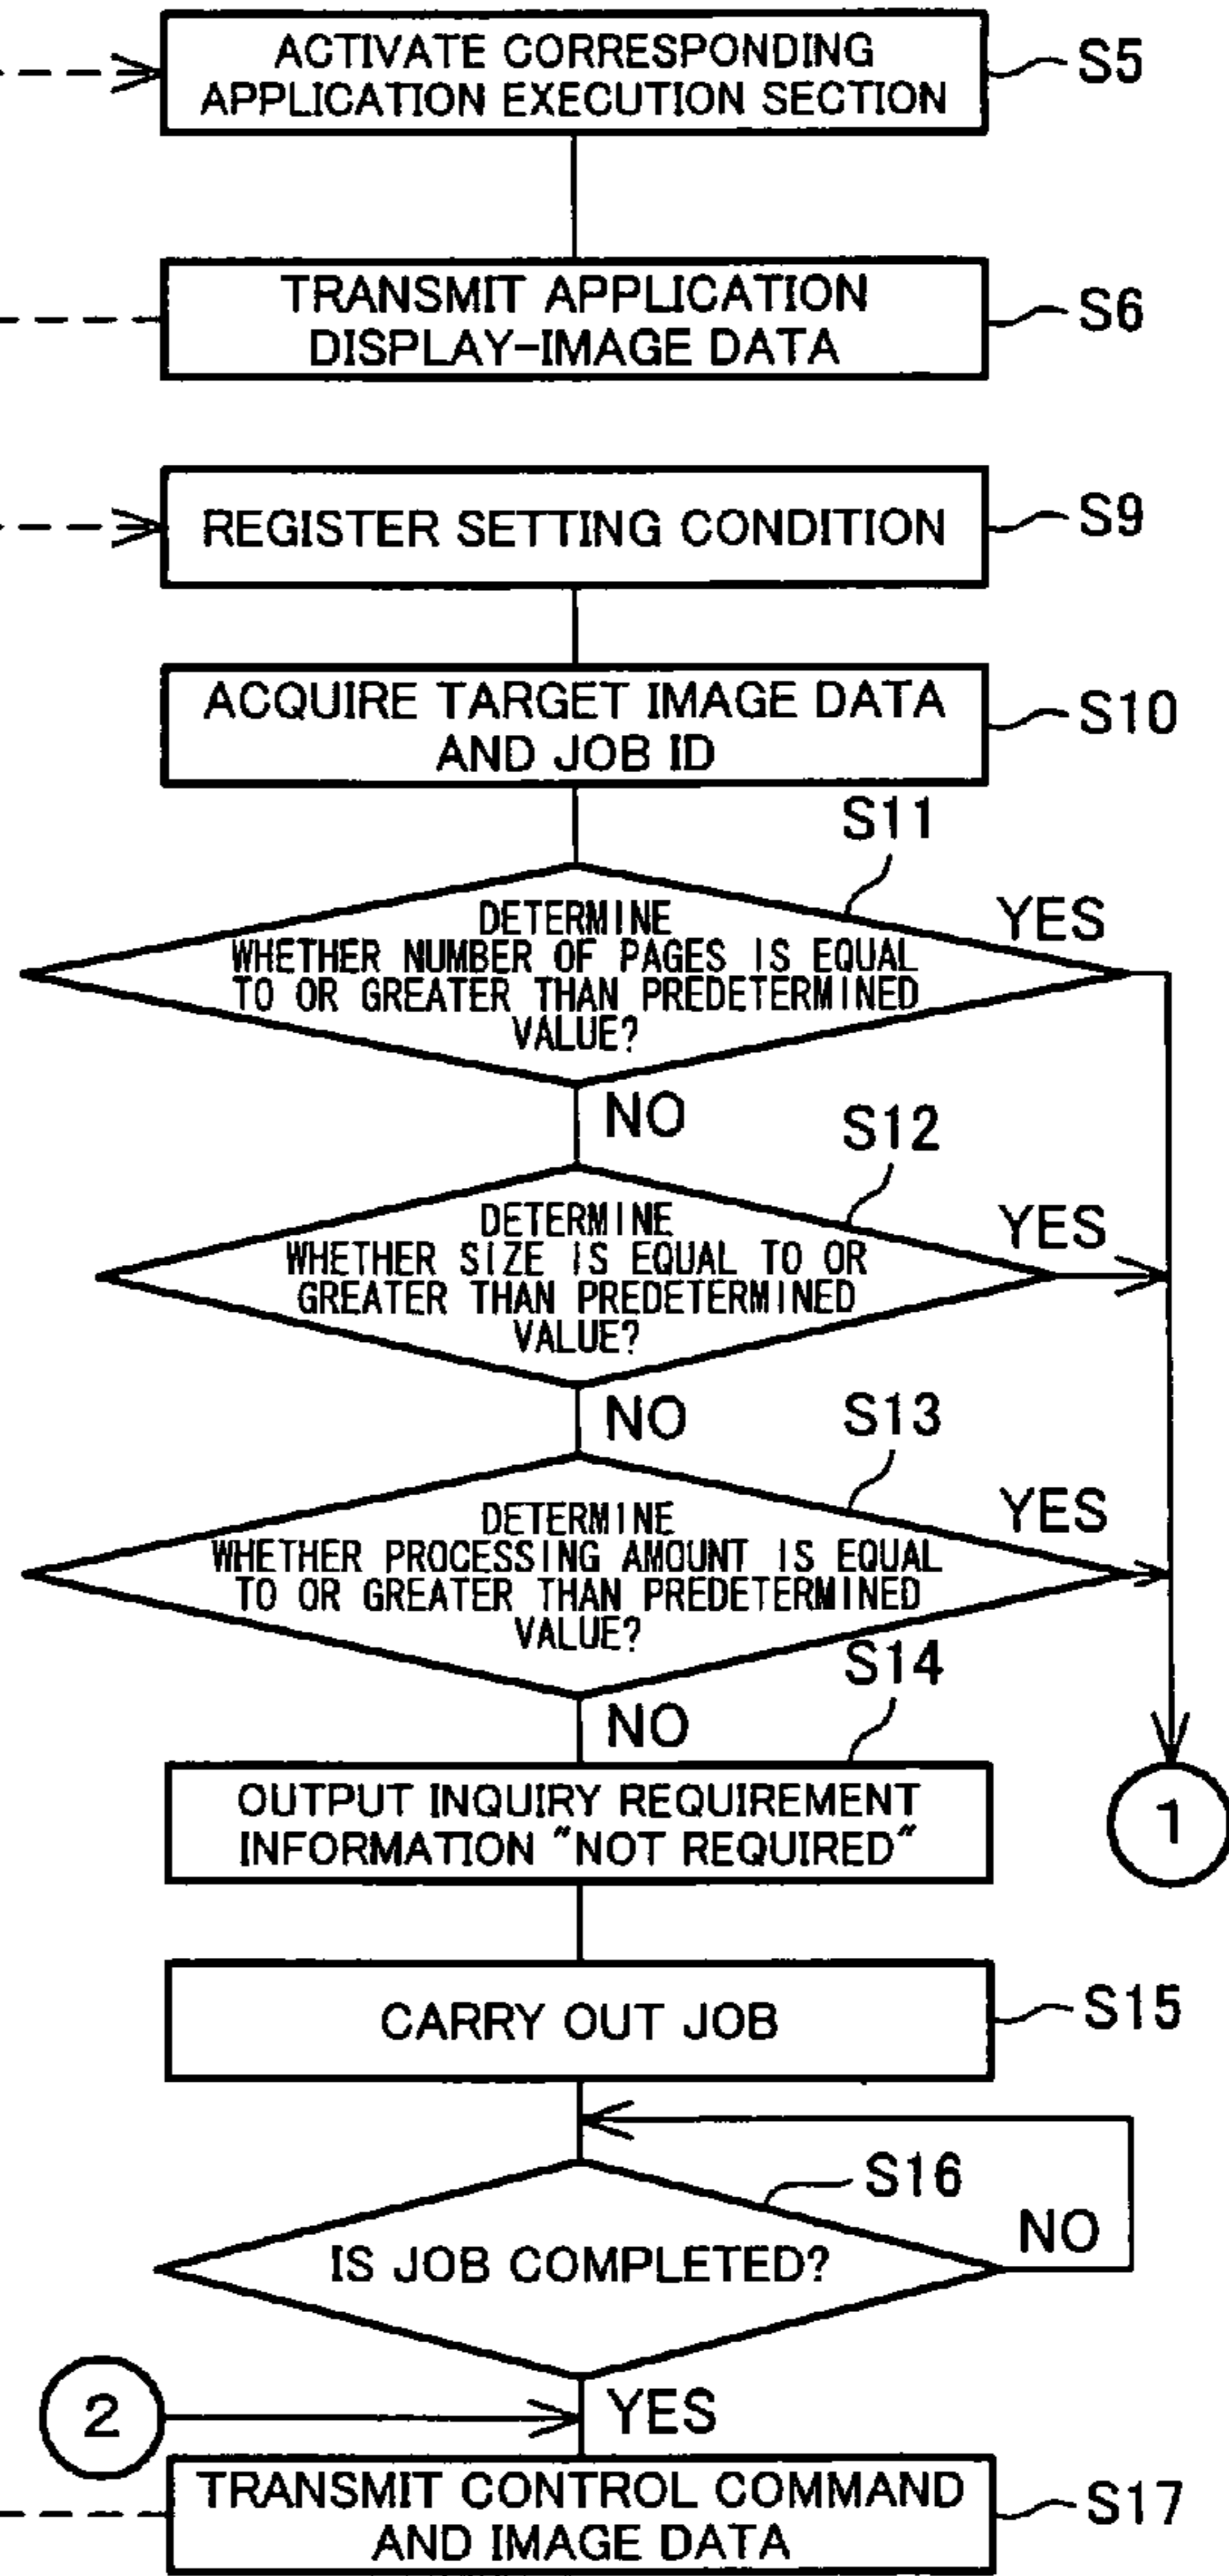 ACTIVATE CORRESPONDING
APPLICATION EXECUTION SECTION
S5
TRANSMIT APPLICATION
DISPLAY-IMAGE DATA
S6
REGISTER SETTING CONDITION
S9
ACQUIRE TARGET IMAGE DATA
AND JOB ID
S10
S11
DETERMINE
WHETHER NUMBER OF PAGES IS EQUAL
TO OR GREATER THAN PREDETERMINED
VALUE?
YES
NO
S12
DETERMINE
WHETHER SIZE IS EQUAL TO OR
GREATER THAN PREDETERMINED
VALUE?
YES
NO
S13
DETERMINE
WHETHER PROCESSING AMOUNT IS EQUAL
TO OR GREATER THAN PREDETERMINED
VALUE?
YES
NO
S14
OUTPUT INQUIRY REQUIREMENT
INFORMATION "NOT REQUIRED"
1
CARRY OUT JOB
S15
S16
IS JOB COMPLETED?
NO
2
YES
TRANSMIT CONTROL COMMAND
AND IMAGE DATA
S17